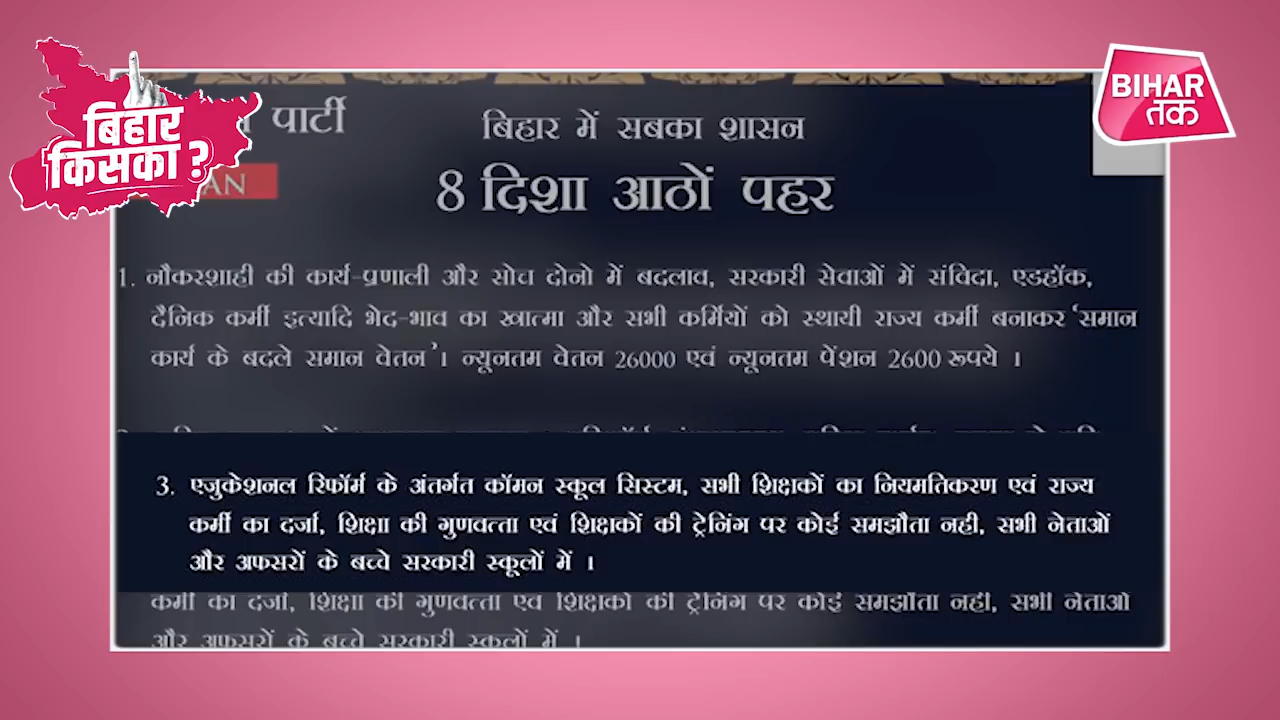 बिहार
किसका ?
BIHAR
तक
पार्टी
AN
बिहार में सबका शासन
8 दिशा आठों पहर
1. नौकरशाही की कार्य-प्रणाली और सोच दोनो में बदलाव, सरकारी सेवाओं में संविदा, एडहॉक,
दैनिक कर्मी इत्यादि भेद-भाव का खात्मा और सभी कर्मियों को स्थायी राज्य कर्मी बनाकर ‘समान
कार्य के बदले समान वेतन’। न्यूनतम वेतन 26000 एवं न्यूनतम पेंशन 2600 रूपये ।
3. एजुकेशनल रिफॉर्म के अंतर्गत कॉमन स्कूल सिस्टम, सभी शिक्षकों का नियमतिकरण एवं राज्य
कर्मी का दर्जा, शिक्षा की गुणवत्ता एवं शिक्षकों की ट्रेनिंग पर कोई समझौता नही, सभी नेताओं
और अफसरों के बच्चे सरकारी स्कूलों में ।
कर्मी का दर्जा, शिक्षा की गुणवत्ता एवं शिक्षकों की ट्रेनिंग पर कोई समझौता नही, सभी नेताओं
और अफसरों के बच्चे सरकारी स्कूलों में ।